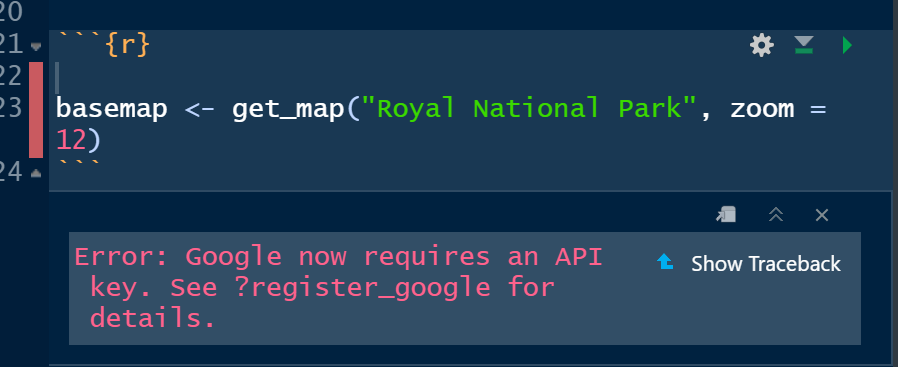 20
21 ```{r}
22
23 basemap <- get_map("Royal National Park", zoom =
12)
24 ```
Error: Google now requires an API
key. See ?register_google for
details.
Show Traceback